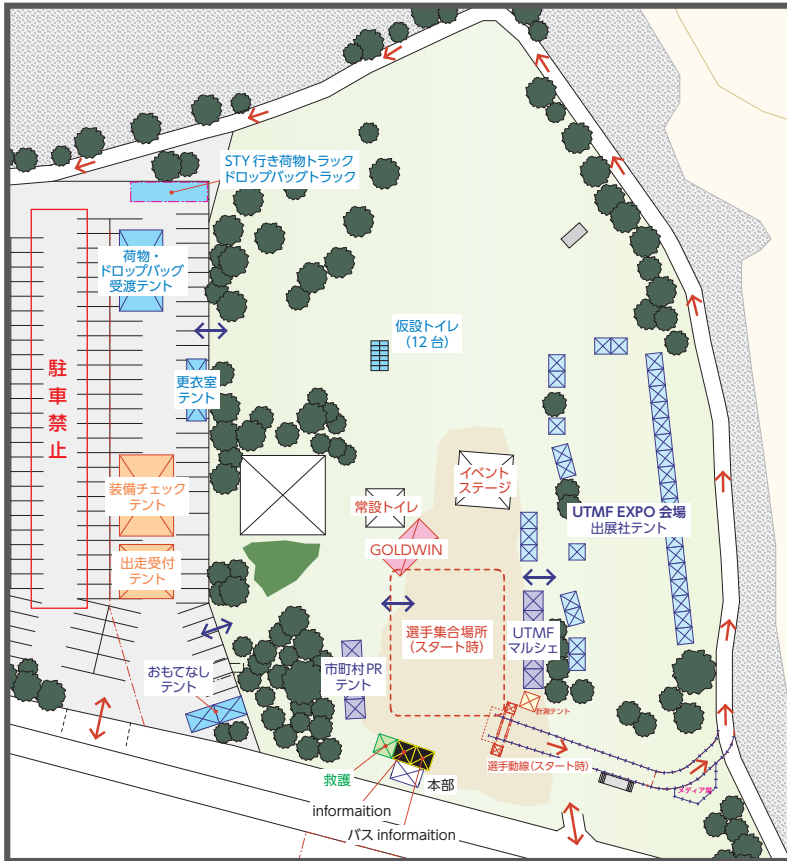 STY 行き荷物トラック
ドロップバッグトラック
荷物・
ドロップバッグ
受渡テント
仮設トイレ
(12 台)
駐車禁止
更衣室
テント
装備チェック
テント
イベント
ステージ
常設トイレ
UTMF EXPO 会場
出展社テント
GOLDWIN
出走受付
テント
選手集合場所
(スタート時)
UTMF
マルシェ
市町村 PR
テント
おもてなし
テント
計測テント
選手動線(スタート時)
救護
本部
メディア席
informaition
バス informaition